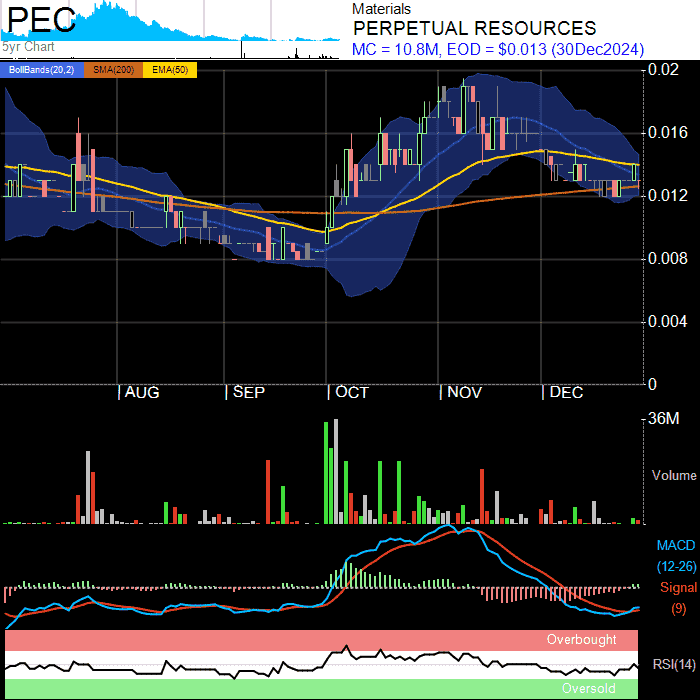 PEC
5yr Chart
Materials
PERPETUAL RESOURCES
MC = 10.8M, EOD = $0.013 (30Dec2024)
BollBands(20,2) SMA(200) EMA(50)
0.02
0.016
0.012
0.008
0.004
0
AUG SEP OCT NOV DEC
36M
Volume
MACD
(12-26)
Signal
(9)
Overbought
RSI(14)
Oversold